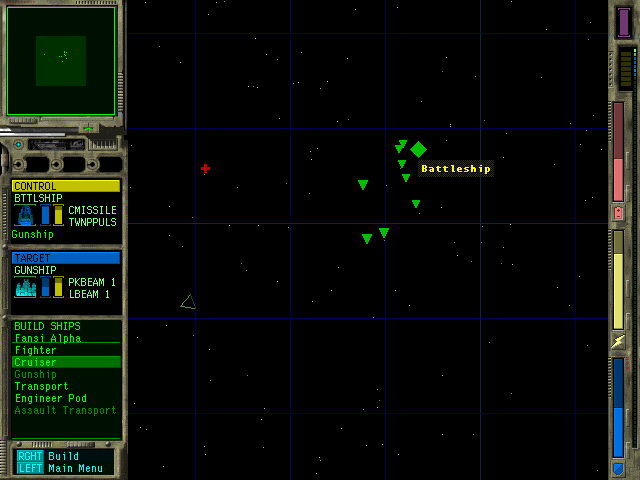 CONTROL
BTTLSHIP
CMISSILE
TWNPPULS
Gunship
TARGET
GUNSHIP
PKBEAM 1
LBEAM 1
BUILD SHIPS
Fansi Alpha
Fighter
Cruiser
Gunship
Transport
Engineer Pod
Assault Transport
RGHT Build
LEFT Main Menu
Battleship